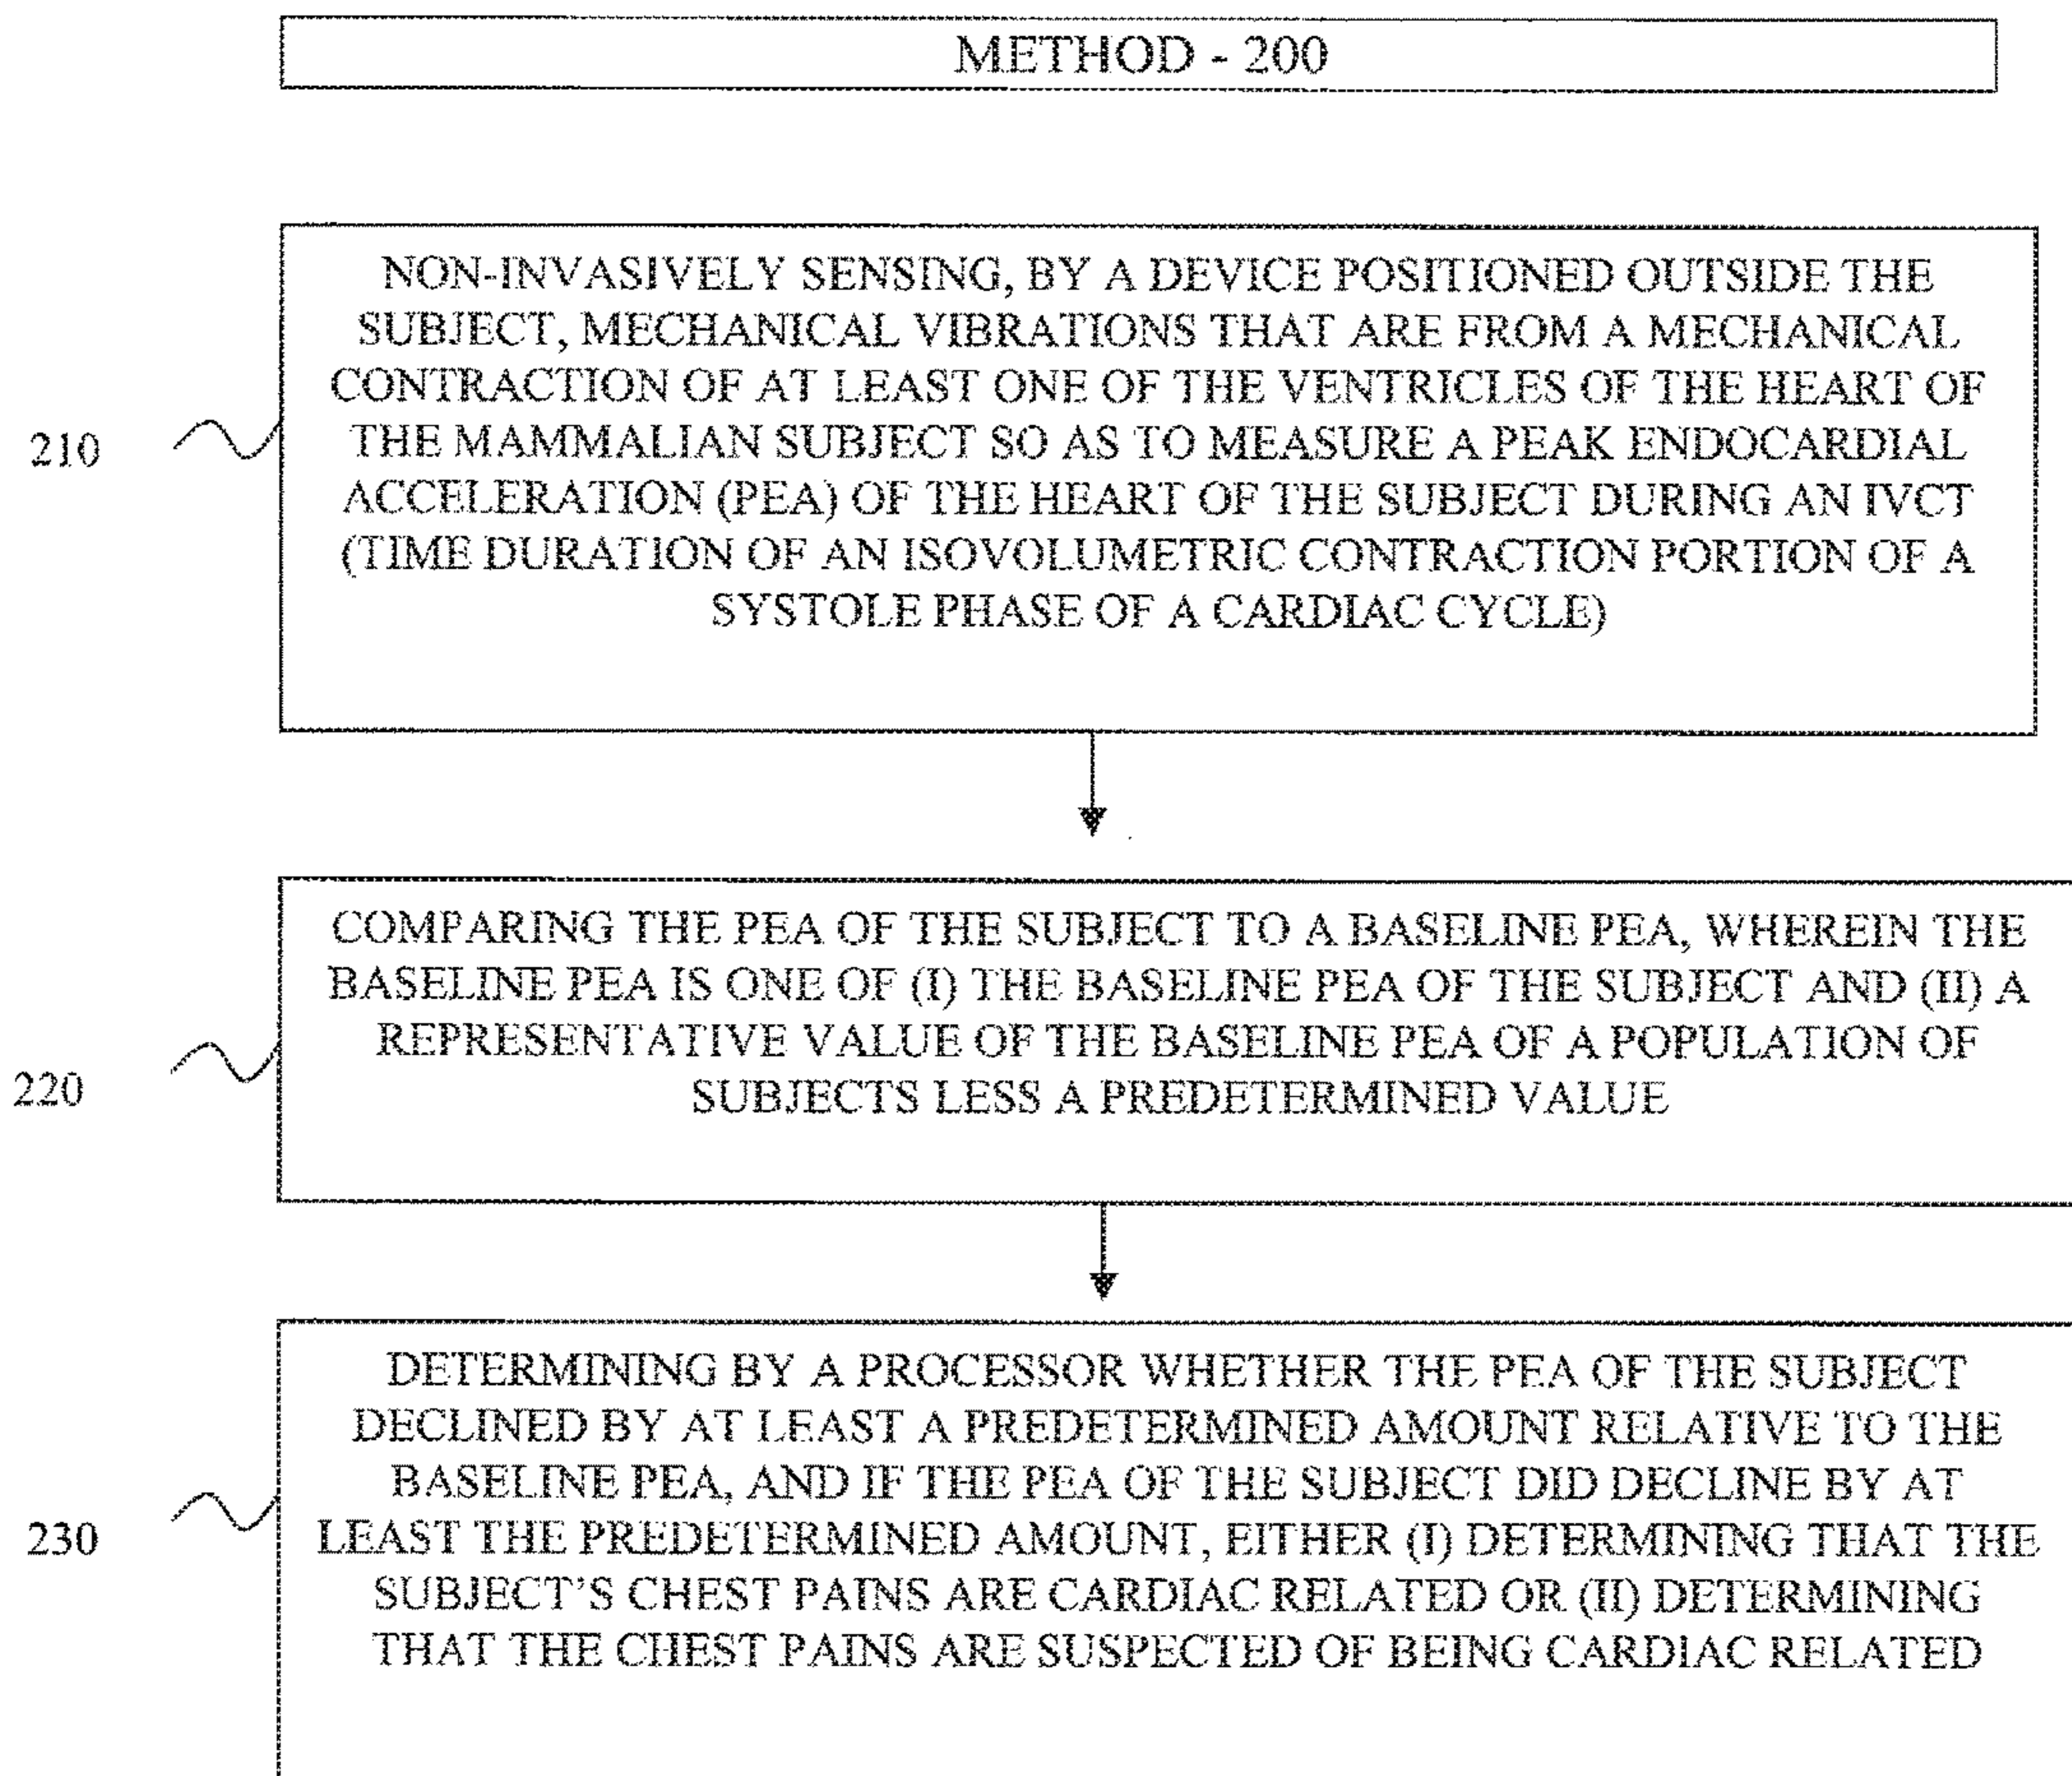 METHOD - 200
NON-INVASIVELY SENSING, BY A DEVICE POSITIONED OUTSIDE THE
SUBJECT, MECHANICAL VIBRATIONS THAT ARE FROM A MECHANICAL
CONTRACTION OF AT LEAST ONE OF THE VENTRICLES OF THE HEART OF
THE MAMMALIAN SUBJECT SO AS TO MEASURE A PEAK ENDOCARDIAL
ACCELERATION (PEA) OF THE HEART OF THE SUBJECT DURING AN IVCT
(TIME DURATION OF AN ISOVOLUMETRIC CONTRACTION PORTION OF A
SYSTOLE PHASE OF A CARDIAC CYCLE)
210
COMPARING THE PEA OF THE SUBJECT TO A BASELINE PEA, WHEREIN THE
BASELINE PEA IS ONE OF (I) THE BASELINE PEA OF THE SUBJECT AND (II) A
REPRESENTATIVE VALUE OF THE BASELINE PEA OF A POPULATION OF
SUBJECTS LESS A PREDETERMINED VALUE
220
DETERMINING BY A PROCESSOR WHETHER THE PEA OF THE SUBJECT
DECLINED BY AT LEAST A PREDETERMINED AMOUNT RELATIVE TO THE
BASELINE PEA, AND IF THE PEA OF THE SUBJECT DID DECLINE BY AT
LEAST THE PREDETERMINED AMOUNT, EITHER (I) DETERMINING THAT THE
SUBJECT'S CHEST PAINS ARE CARDIAC RELATED OR (II) DETERMINING
THAT THE CHEST PAINS ARE SUSPECTED OF BEING CARDIAC RELATED
230